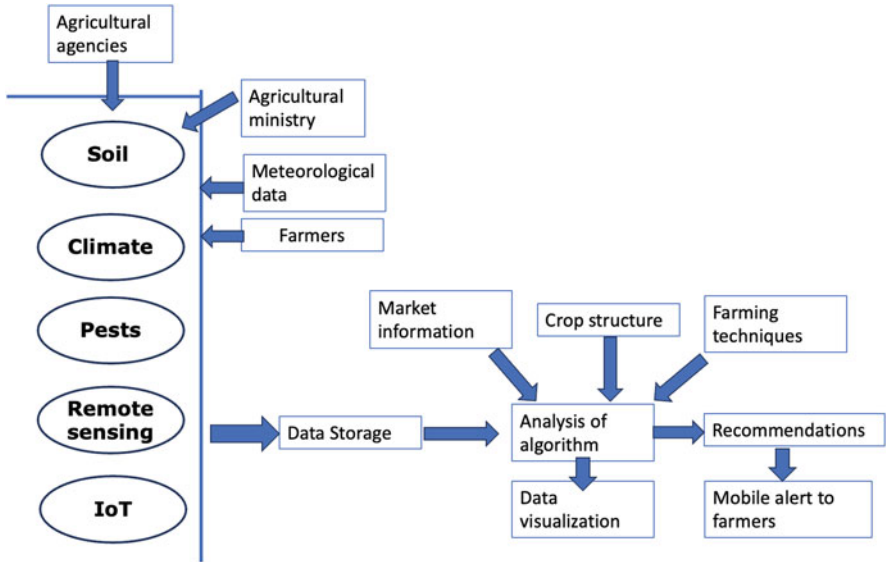 Agricultural
agencies
Agricultural
ministry
Soil
Meteorological
data
Farmers
Climate
Pests
Remote
sensing
IoT
Market
information
Crop structure
Farming
techniques
Data Storage
Analysis of
algorithm
Recommendations
Data
visualization
Mobile alert to
farmers